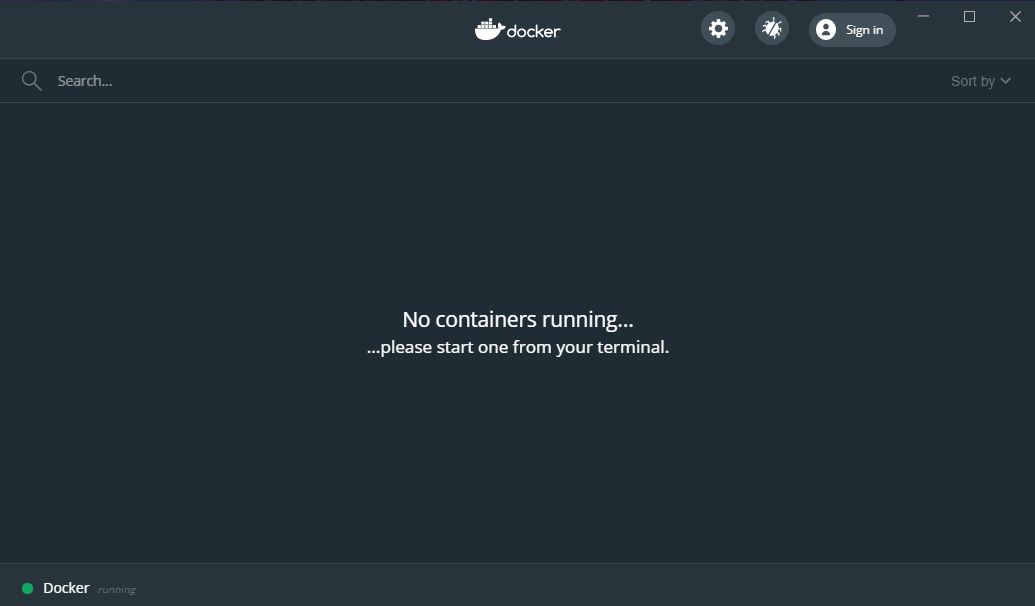 docker
Sign in
Search...
Sort by
No containers running...
...please start one from your terminal.
Docker running